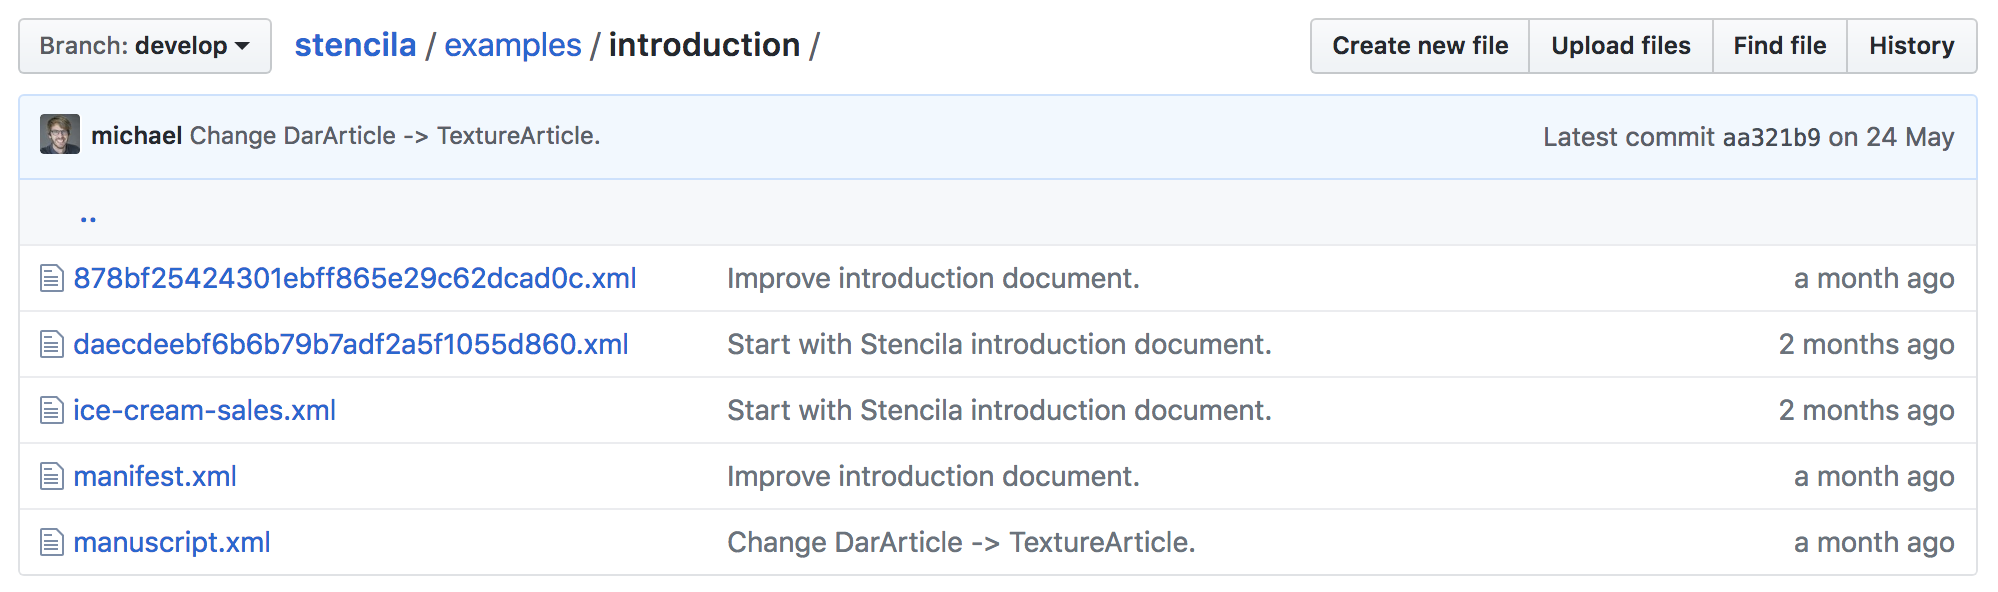 Branch: develop stencila / examples / introduction / Create new file Upload files Find file History
michael Change DarArticle -> TextureArticle. Latest commit aa321b9 on 24 May
..
878bf25424301ebff865e29c62dcad0c.xml Improve introduction document. a month ago
daecdeebf6b6b79b7adf2a5f1055d860.xml Start with Stencila introduction document. 2 months ago
ice-cream-sales.xml Start with Stencila introduction document. 2 months ago
manifest.xml Improve introduction document. a month ago
manuscript.xml Change DarArticle -> TextureArticle. a month ago